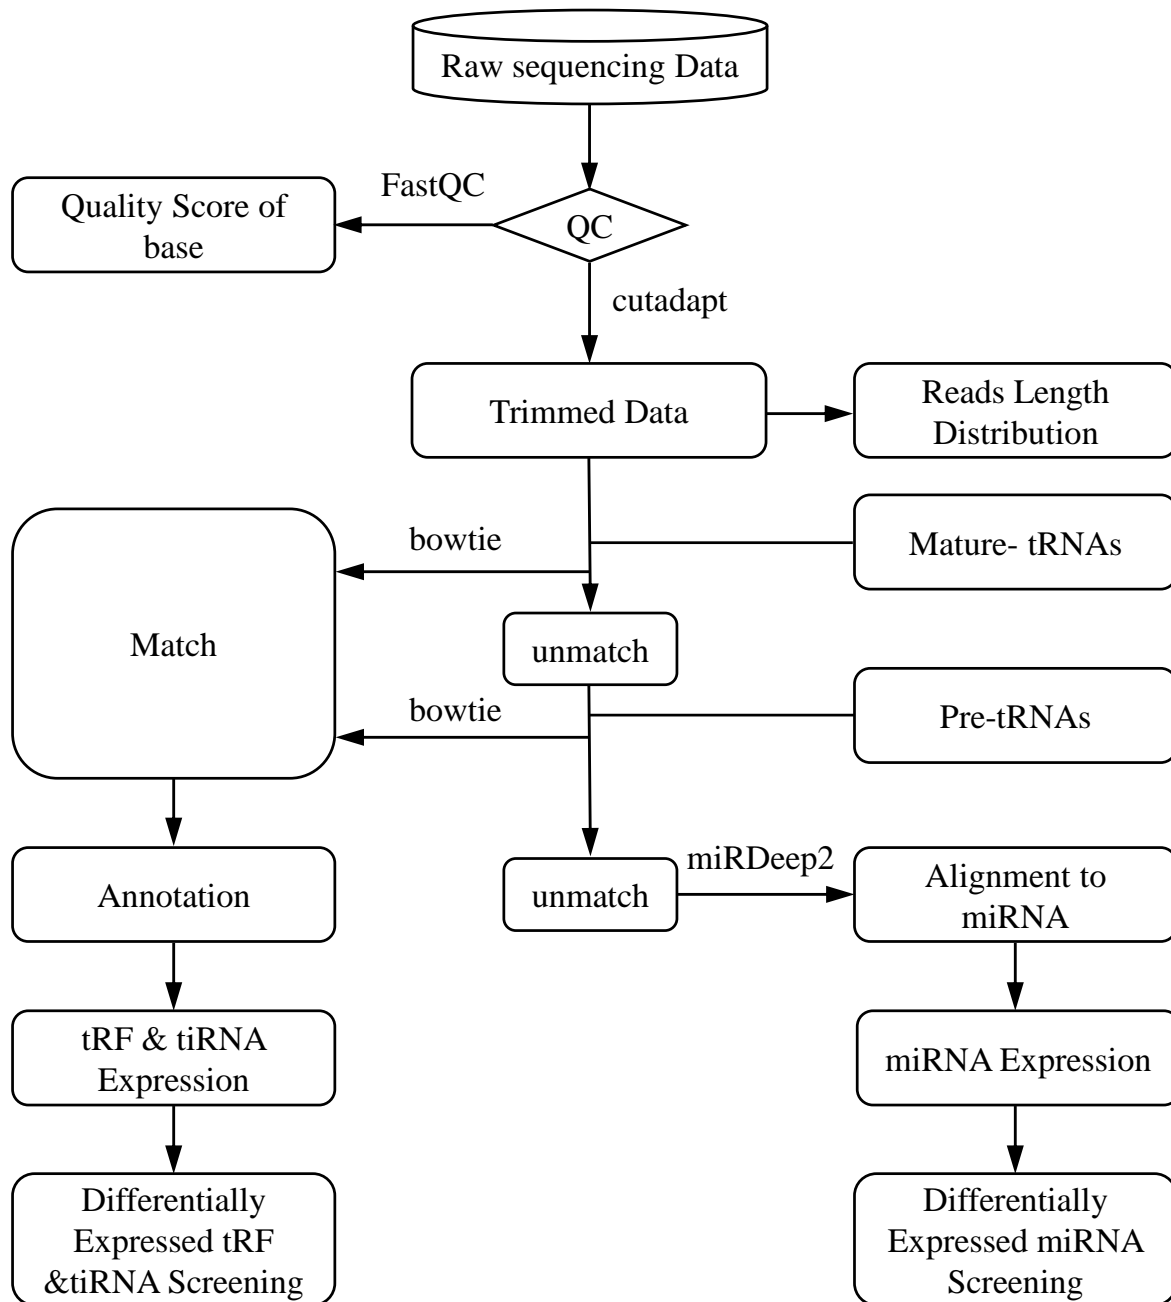 Raw sequencing Data
FastQC
Quality Score of
base
QC
cutadapt
Trimmed Data
Reads Length
Distribution
bowtie
Mature- tRNAs
Match
unmatch
bowtie
Pre-tRNAs
Annotation
unmatch
miRDeep2
Alignment to
miRNA
tRF & tiRNA
Expression
miRNA Expression
Differentially
Expressed tRF
&tiRNA Screening
Differentially
Expressed miRNA
Screening